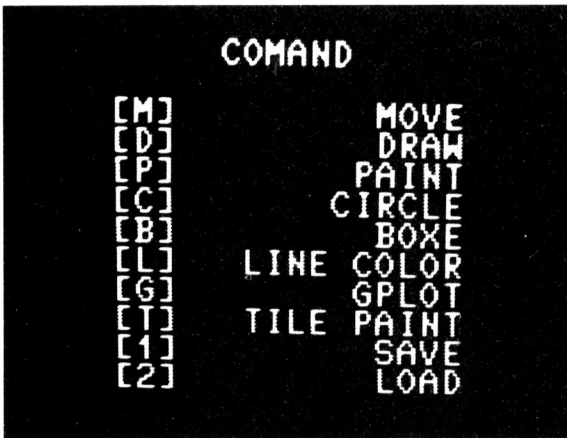 COMAND
[M] MOVE
[D] DRAW
[P] PAINT
[C] CIRCLE
[B] BOXE
[L] LINE COLOR
[G] GPLOT
[T] TILE PAINT
[1] SAVE
[2] LOAD